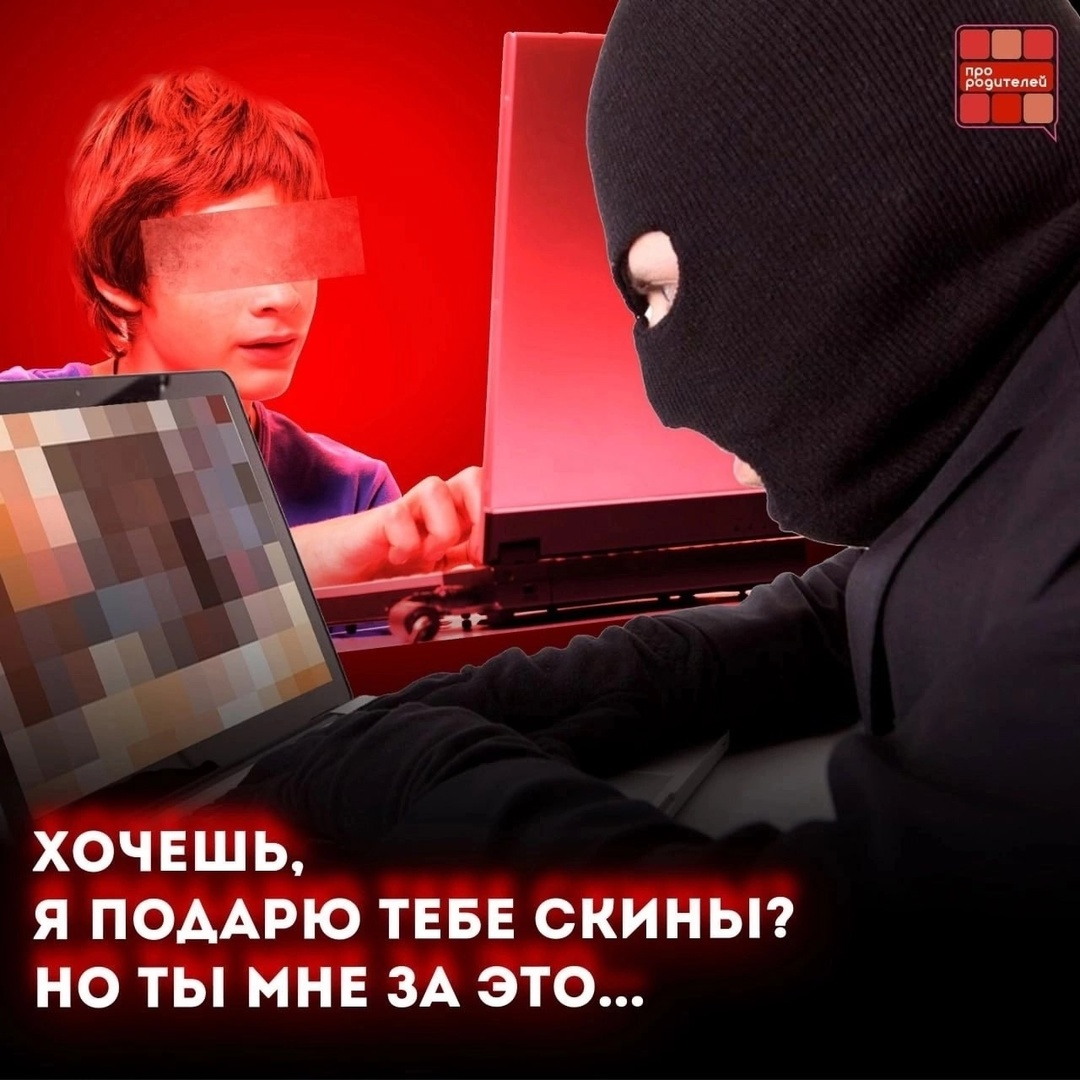 про
родителей
ХОЧЕШЬ,
Я ПОДАРЮ ТЕБЕ СКИНЫ?
НО ТЫ МНЕ ЗА ЭТО...